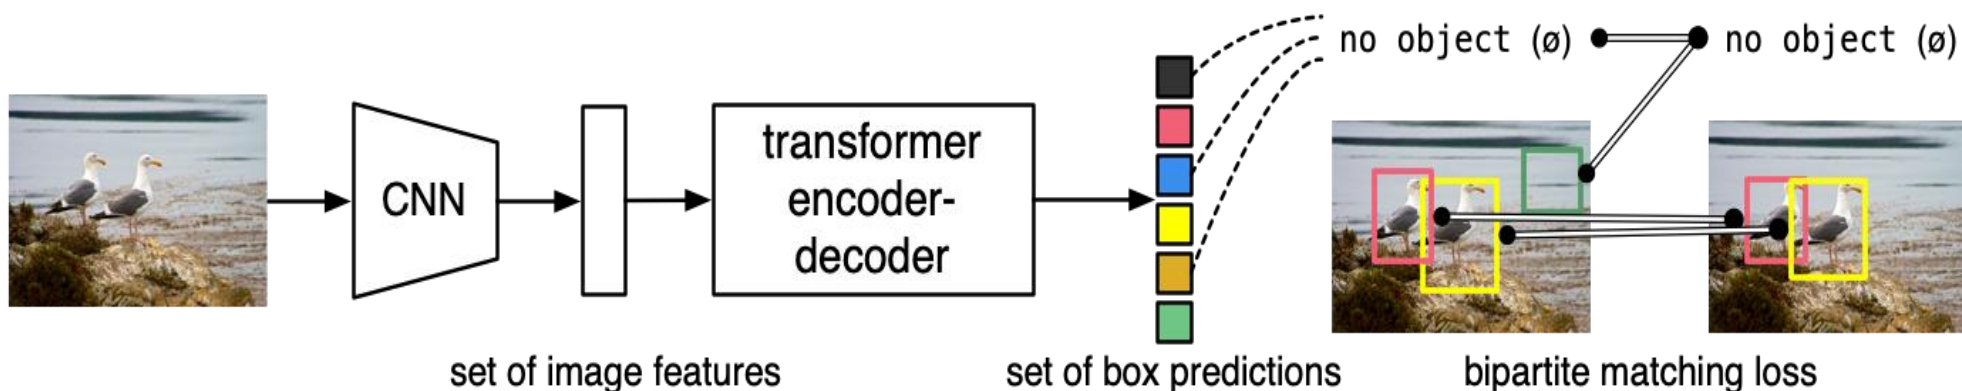 no object (ø)
no object (ø)
CNN
transformer
encoder-
decoder
set of image features
set of box predictions
bipartite matching loss